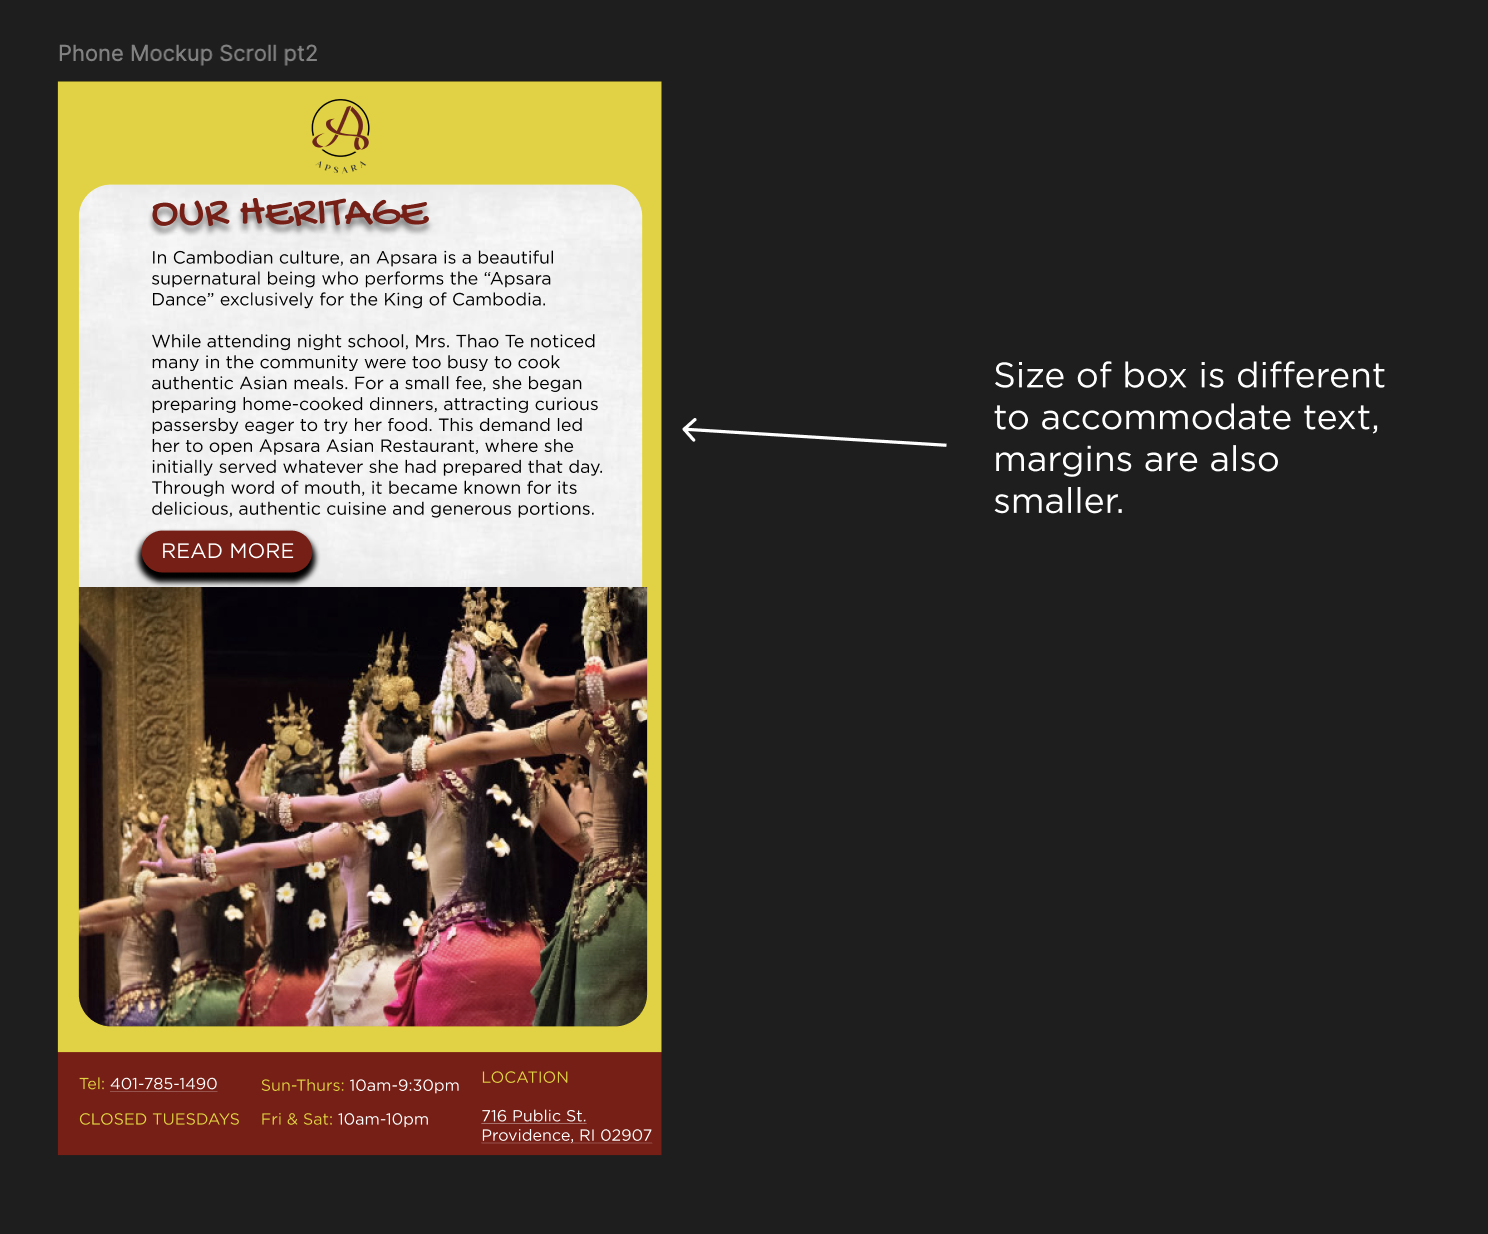 Phone Mockup Scroll pt2
A
APSARA
OUR HERITAGE
In Cambodian culture, an Apsara is a beautiful
supernatural being who performs the “Apsara
Dance” exclusively for the King of Cambodia.
While attending night school, Mrs. Thao Te noticed
many in the community were too busy to cook
authentic Asian meals. For a small fee, she began
preparing home-cooked dinners, attracting curious
passersby eager to try her food. This demand led
her to open Apsara Asian Restaurant, where she
initially served whatever she had prepared that day.
Through word of mouth, it became known for its
delicious, authentic cuisine and generous portions.
READ MORE
Size of box is different
to accommodate text,
margins are also
smaller.
Tel: 401-785-1490
CLOSED TUESDAYS
Sun-Thurs: 10am-9:30pm
Fri & Sat: 10am-10pm
LOCATION
716 Public St.
Providence, RI 02907